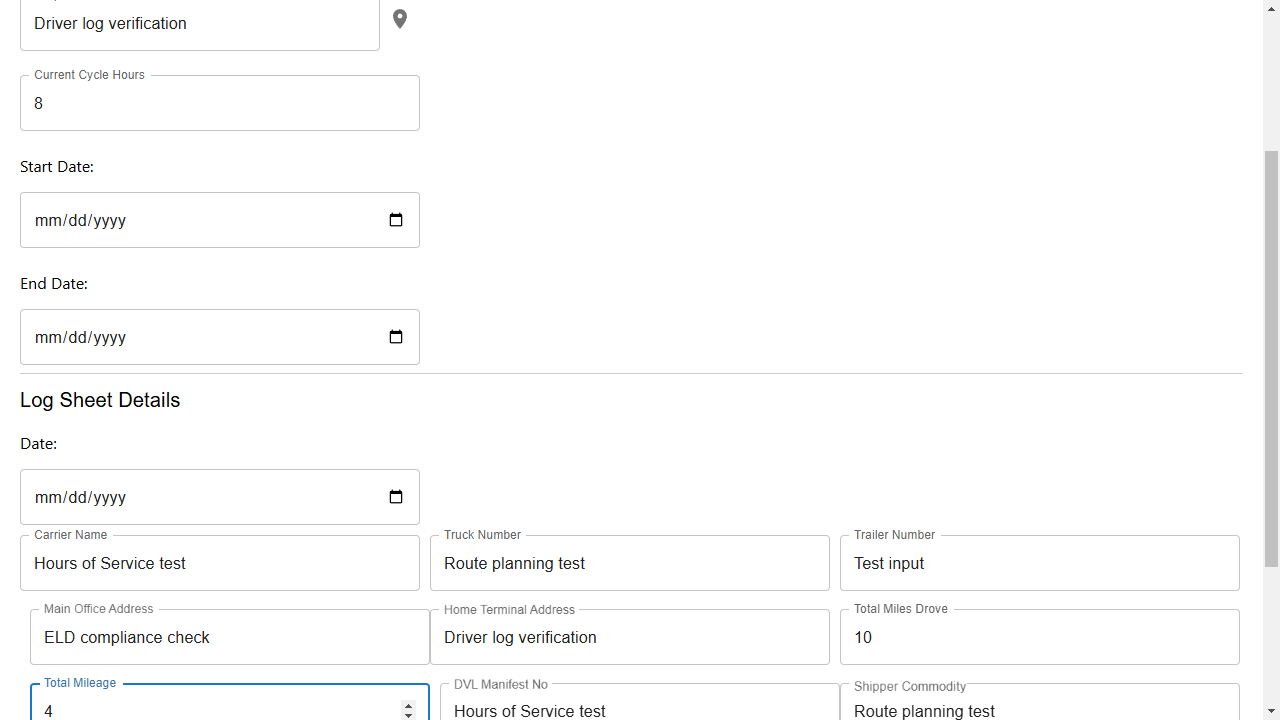 Driver log verification
Current Cycle Hours
8
Start Date:
mm/dd/yyyy
End Date:
mm/dd/yyyy
Log Sheet Details
Date:
mm/dd/yyyy
Carrier Name Truck Number Trailer Number
Hours of Service test Route planning test Test input
Main Office Address Home Terminal Address Total Miles Drove
ELD compliance check Driver log verification 10
Total Mileage DVL Manifest No Shipper Commodity
4 Hours of Service test Route planning test